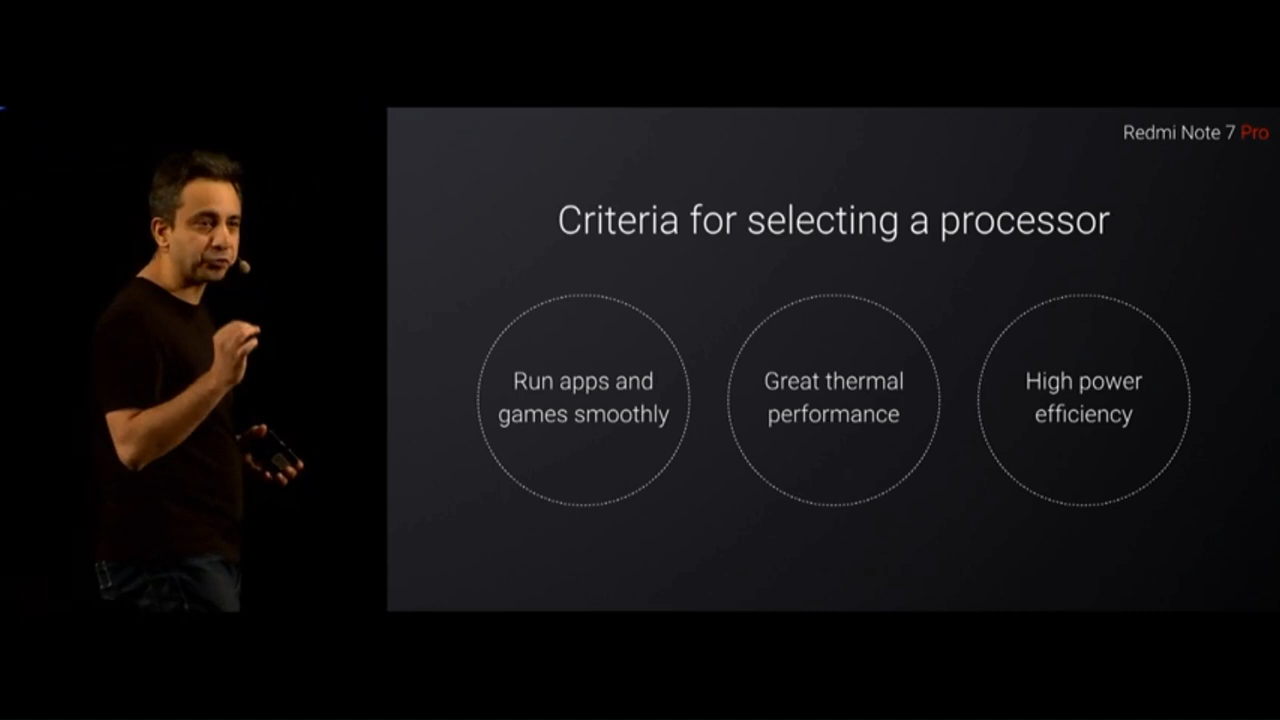 Redmi Note 7 Pro
Criteria for selecting a processor
Run apps and
games smoothly
Great thermal
performance
High power
efficiency